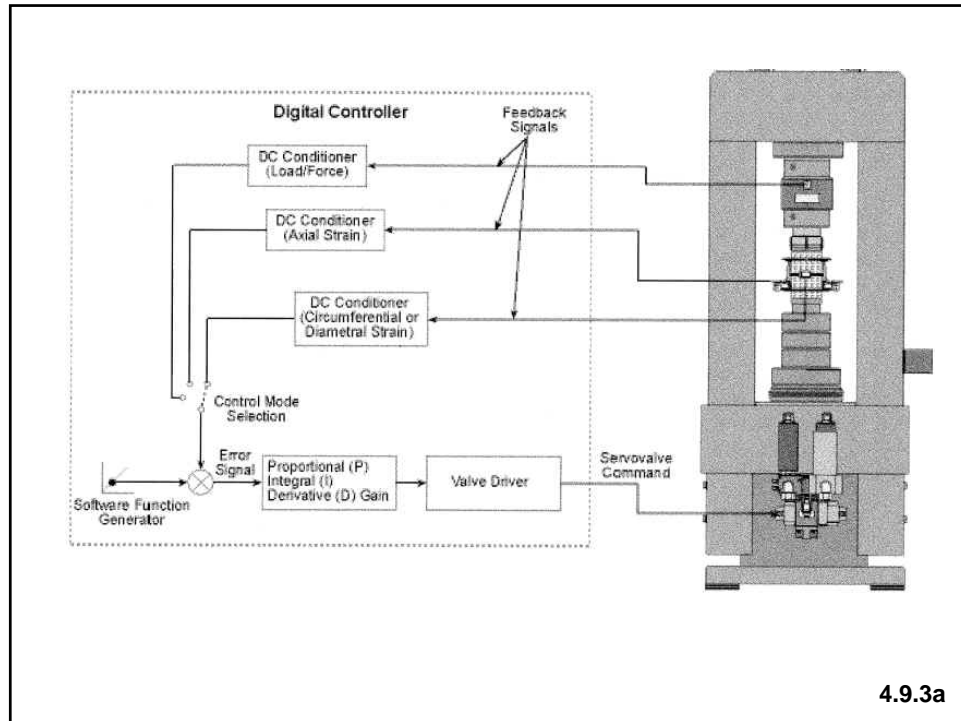 Digital Controller
Feedback
Signals
DC Conditioner
(Load/Force)
DC Conditioner
(Axial Strain)
DC Conditioner
(Circumferential or
Diametral Strain)
Control Mode
Selection
Error
Signal
Software Function
Generator
Proportional (P)
Integral (I)
Derivative (D) Gain
Valve Driver
Servovalve
Command
4.9.3a